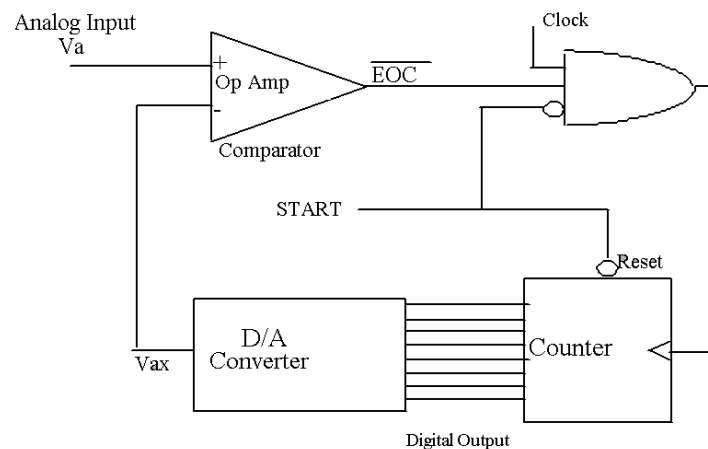 Analog Input
Va
Clock
+
Op Amp
-
EOC
Comparator
START
Reset
D/A
Converter
Counter
Vax
Digital Output